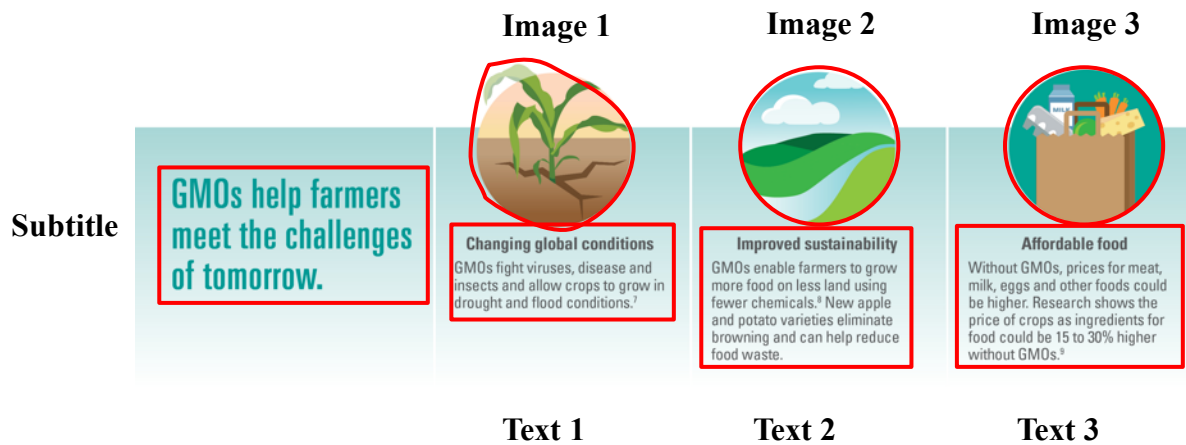 Image 1
Image 2
Image 3
MILK
Subtitle
GMOs help farmers
meet the challenges
of tomorrow.
Changing global conditions
GMOs fight viruses, disease and
insects and allow crops to grow in
drought and flood conditions.⁷
Improved sustainability
GMOs enable farmers to grow
more food on less land using
fewer chemicals.⁸ New apple
and potato varieties eliminate
browning and can help reduce
food waste.
Affordable food
Without GMOs, prices for meat,
milk, eggs and other foods could
be higher. Research shows the
price of crops as ingredients for
food could be 15 to 30% higher
without GMOs.⁹
Text 1
Text 2
Text 3